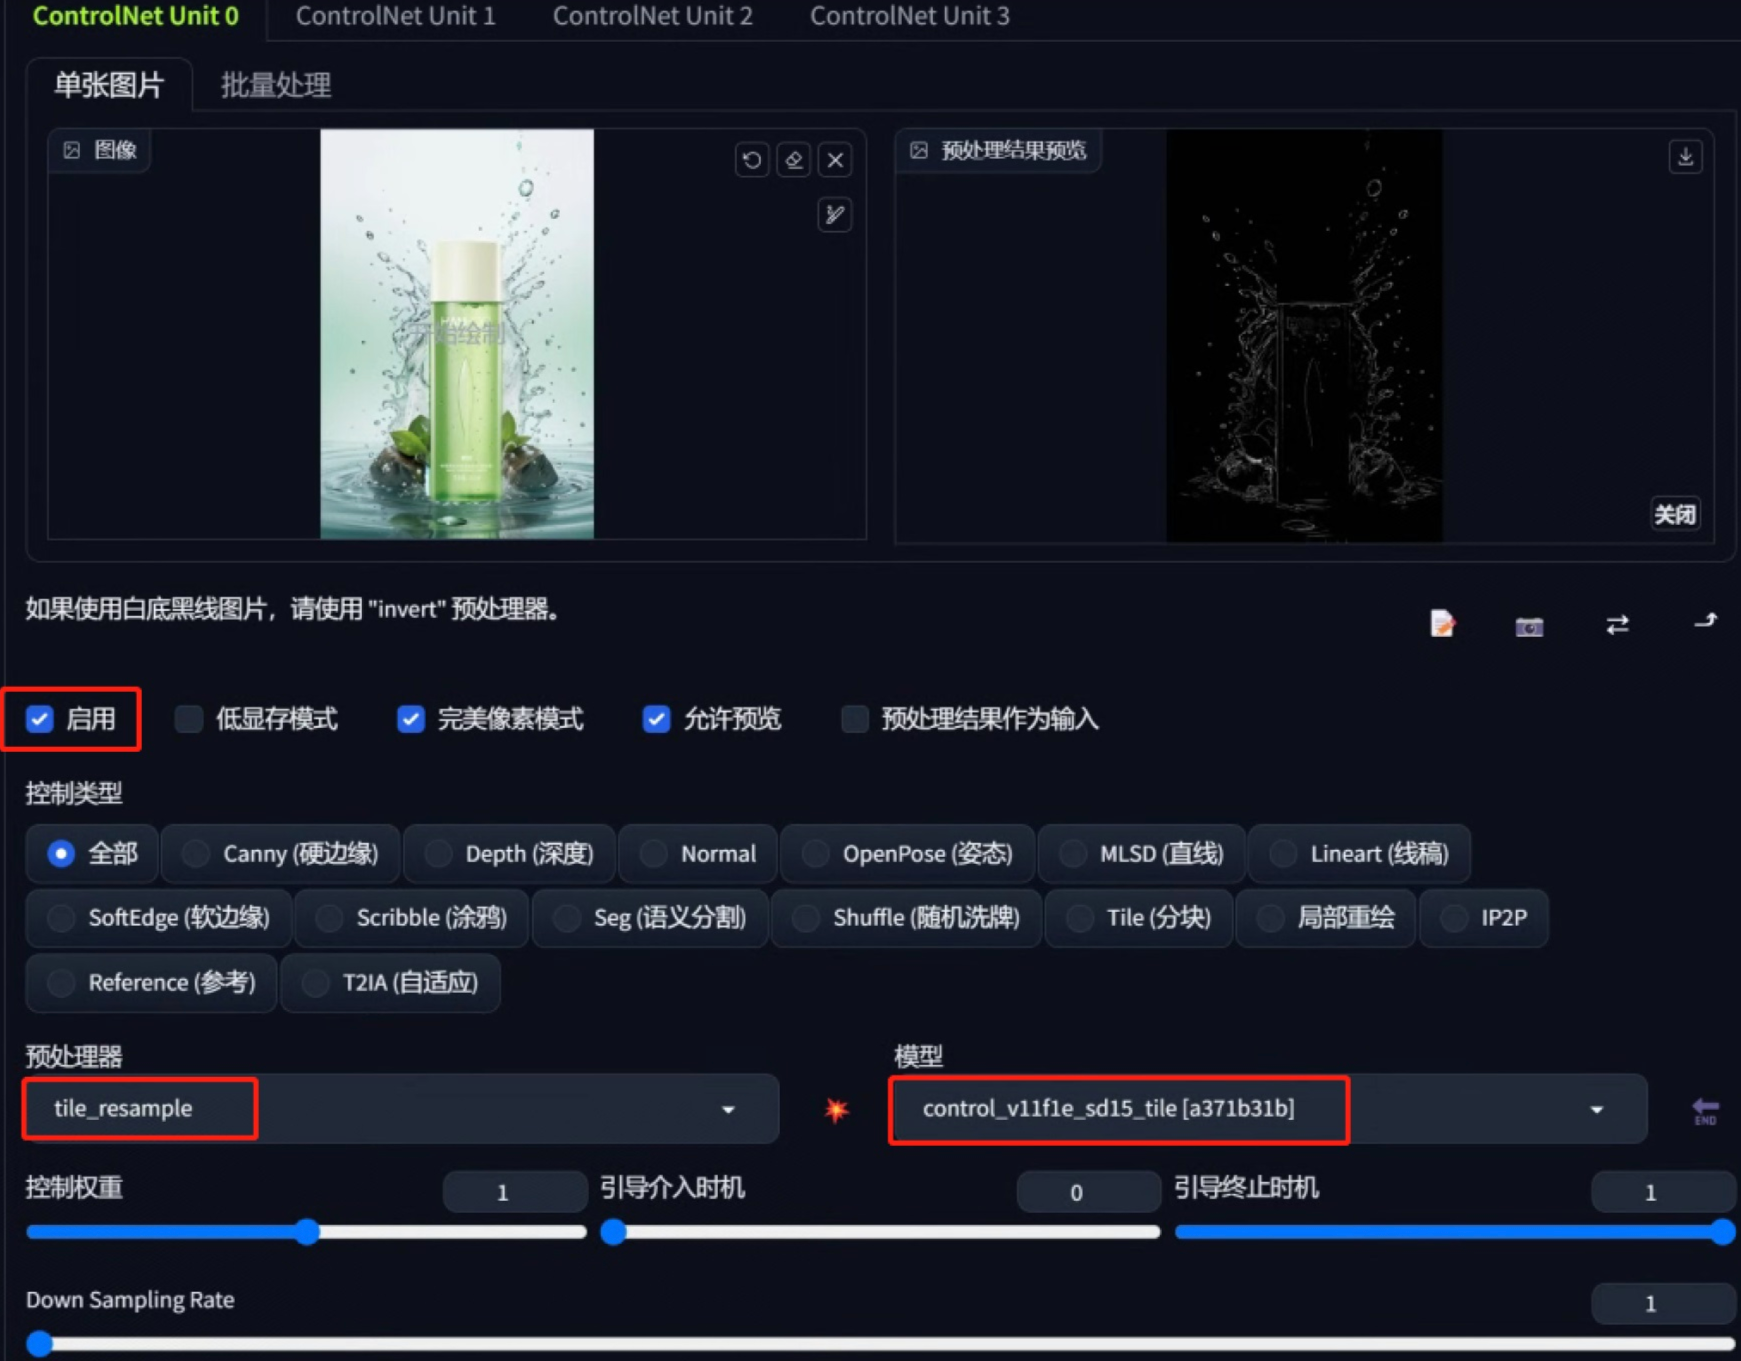 ControlNet Unit 0 ControlNet Unit 1 ControlNet Unit 2 ControlNet Unit 3
单张图片 批量处理
图像 预处理结果预览
开始绘制
关闭
如果使用白底黑线图片，请使用 "invert" 预处理器。
启用 低显存模式 完美像素模式 允许预览 预处理结果作为输入
控制类型
全部 Canny (硬边缘) Depth (深度) Normal OpenPose (姿态) MLSD (直线) Lineart (线稿)
SoftEdge (软边缘) Scribble (涂鸦) Seg (语义分割) Shuffle (随机洗牌) Tile (分块) 局部重绘 IP2P
Reference (参考) T2IA (自适应)
预处理器 模型
tile_resample control_v11f1e_sd15_tile [a371b31b] END
控制权重 1 引导介入时机 0 引导终止时机 1
Down Sampling Rate 1